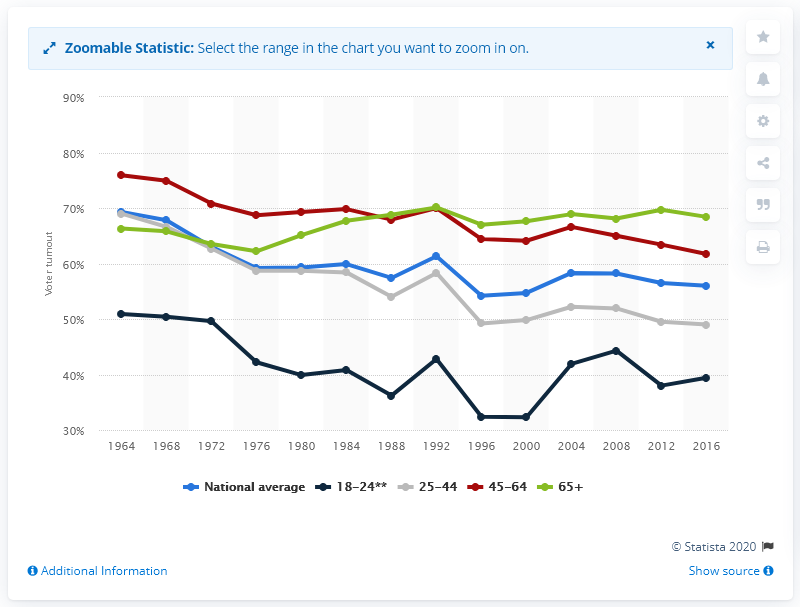 Zoomable Statistic: Select the range in the chart you want to zoom in on.
90%
80%
70%
60%
50%
40%
30%
Voter turnout
1964 1968 1972 1976 1980 1984 1988 1992 1996 2000 2004 2008 2012 2016
National average 18–24** 25–44 45–64 65+
© Statista 2020
Additional Information Show source